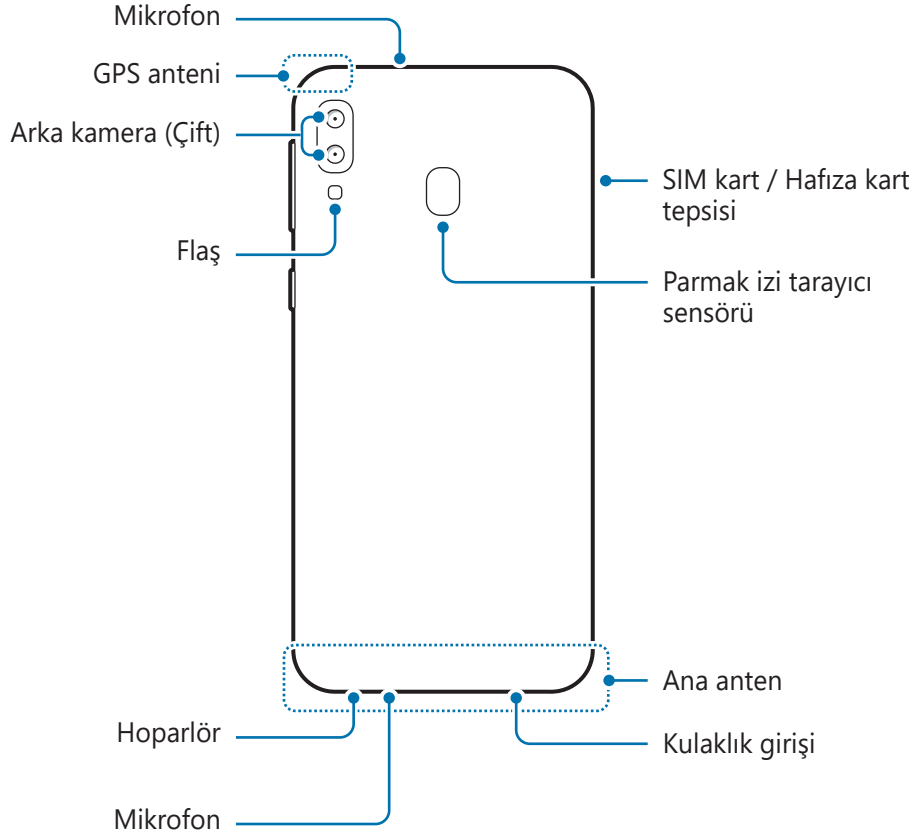 Mikrofon
GPS anteni
Arka kamera (Çift)
Flaş
SIM kart / Hafıza kart
tepsisi
Parmak izi tarayıcı
sensörü
Ana anten
Hoparlör
Kulaklık girişi
Mikrofon